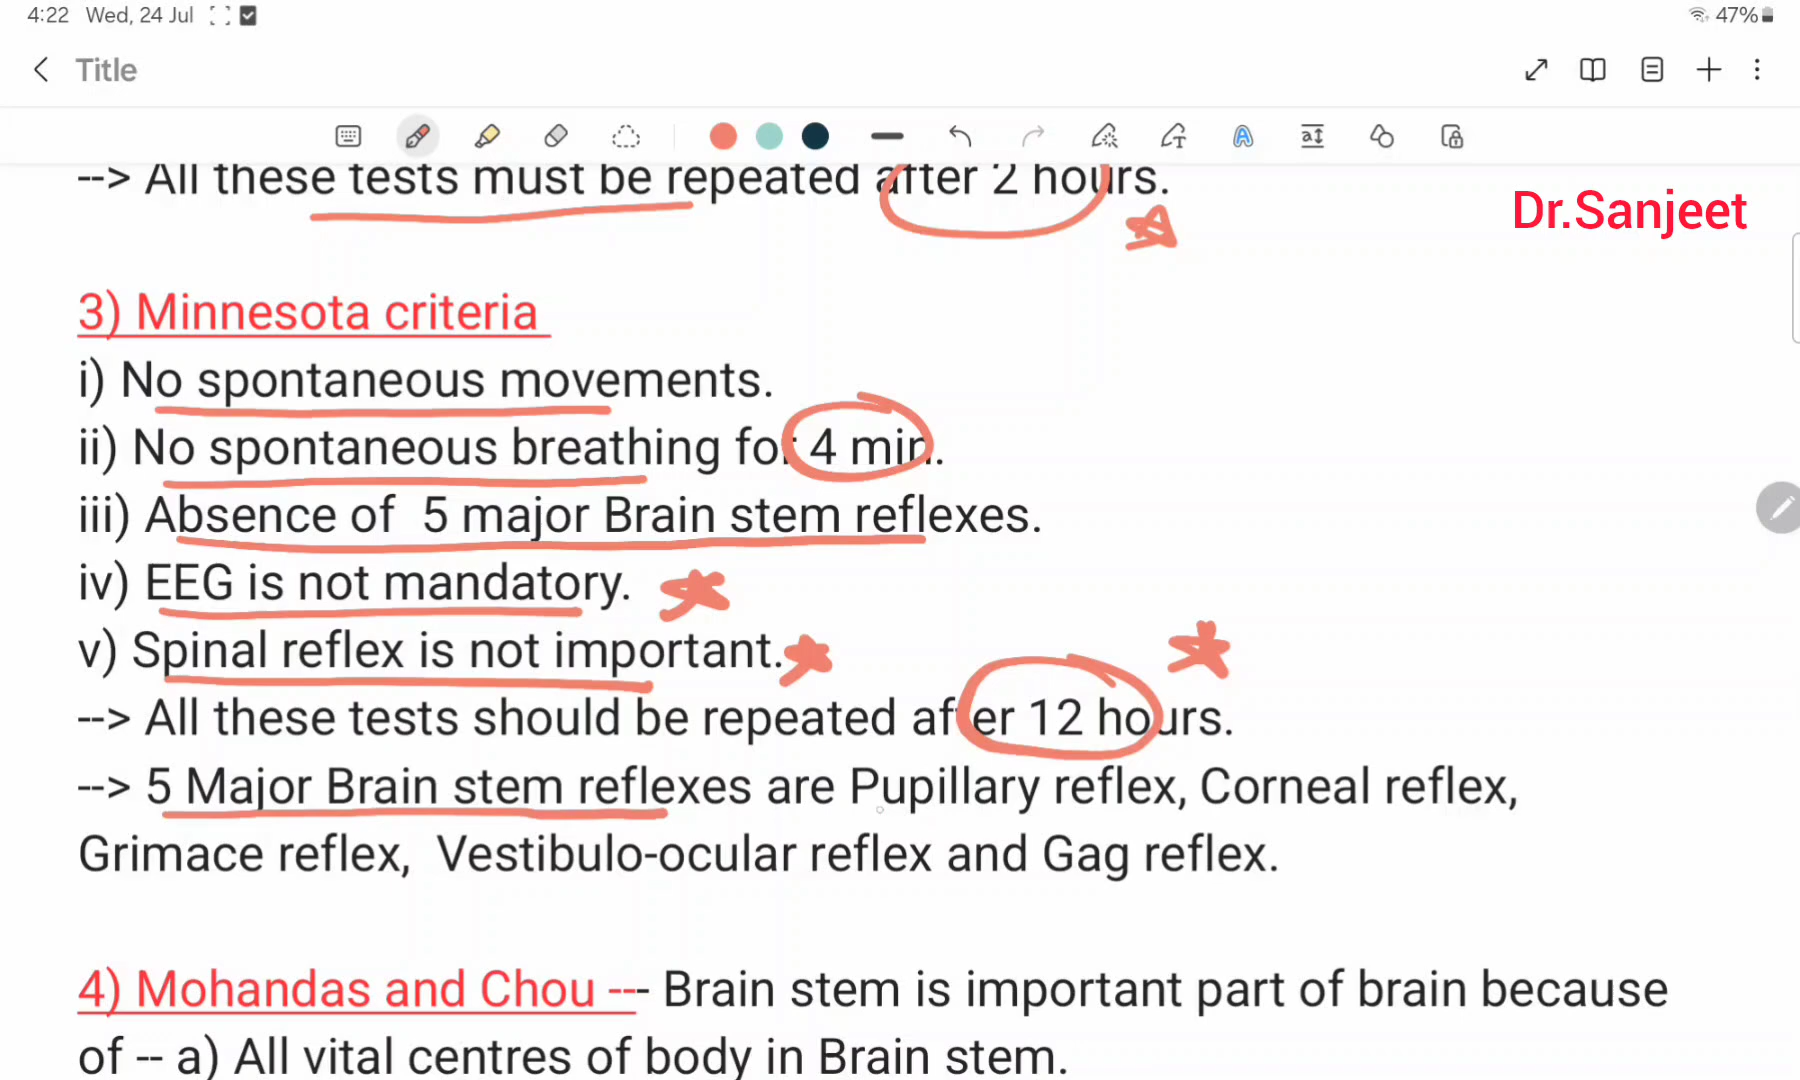 4:22 Wed, 24 Jul
47%
Title
--> All these tests must be repeated after 2 hours.
Dr.Sanjeet
3) Minnesota criteria
i) No spontaneous movements.
ii) No spontaneous breathing for 4 min.
iii) Absence of 5 major Brain stem reflexes.
iv) EEG is not mandatory.
v) Spinal reflex is not important.
--> All these tests should be repeated after 12 hours.
--> 5 Major Brain stem reflexes are Pupillary reflex, Corneal reflex,
Grimace reflex, Vestibulo-ocular reflex and Gag reflex.
4) Mohandas and Chou --- Brain stem is important part of brain because
of -- a) All vital centres of body in Brain stem.